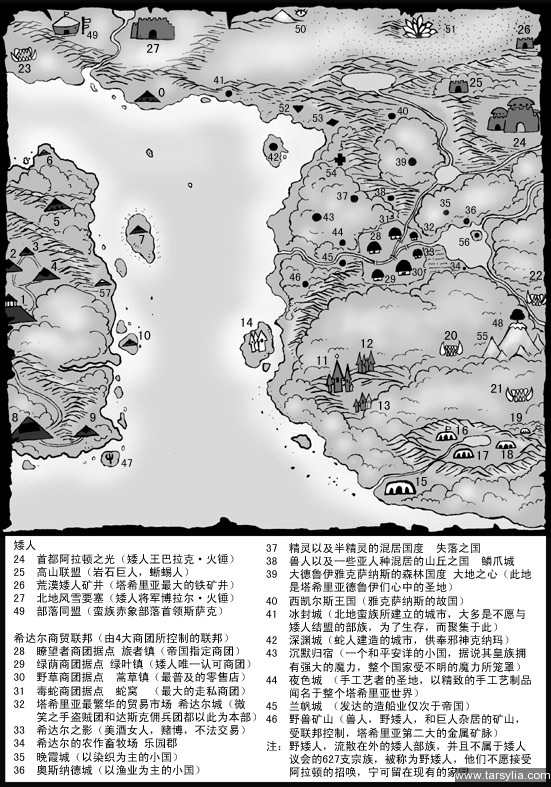 49
50
51
27
26
23
0
41
25
52
53
40
24
42
54
39
6
37
38
5
43
31
35
36
7
44
28
32
56
3
45
33
2
46
29
30
34
57
22
1
10
14
48
12
20
55
11
21
13
8
9
16
19
17
18
47
15
矮人
24 首都阿拉顿之光（矮人王巴拉克·火锤）
25 高山联盟（岩石巨人，蜥蜴人）
26 荒漠矮人矿井（塔希里亚最大的铁矿井）
27 北地风雪要塞（矮人将军博拉尔·火锤）
49 部落同盟（蛮族赤象部落首领斯萨克）
希达尔商贸联邦（由4大商团所控制的联邦）
28 瞭望者商团据点 旅者镇（帝国指定商团）
29 绿荫商团据点 绿叶镇（矮人唯一认可商团）
30 野草商团据点 蒿草镇（最普及的零售店）
31 毒蛇商团据点 蛇窝 （最大的走私商团）
32 塔希里亚最繁华的贸易市场 希达尔城（微
笑之手盗贼团和达斯克佣兵团都以此为本部）
33 希达尔之影（美酒女人，赌博，不法交易）
34 希达尔的农作畜牧场 乐园郡
35 晚霞城（以染织为主的小国）
36 奥斯纳德城（以渔业为主的小国）
37 精灵以及半精灵的混居国度 失落之国
38 兽人以及一些亚人种混居的山丘之国 鳞爪城
39 大德鲁伊雅克萨纳斯的森林国度 大地之心（此地
是塔希里亚德鲁伊们心中的圣地）
40 西凯尔斯王国（雅克萨纳斯的故国）
41 冰封城（北地蛮族所建立的城市，大多是不愿与
矮人结盟的部族，为了生存，而聚集于此）
42 深渊城（蛇人建造的城市，供奉邪神克纳玛）
43 沉默归宿（一个和平安详的小国，据说其皇族拥
有强大的魔力，整个国家受不明的魔力所笼罩）
44 夜色城（手工艺者的圣地，以精致的手工艺制品
闻名于整个塔希里亚世界）
45 兰帆城（发达的造船业仅次于帝国）
46 野兽矿山（兽人，野矮人，和巨人杂居的矿山，
受联邦控制，塔希里亚第二大的金属矿脉）
注：野矮人，流散在外的矮人部族，并且不属于矮人
议会的627支宗族，被称为野矮人，他们不愿接受
阿拉顿的招唤，宁可留在现有的家园
www.tarsylia.com